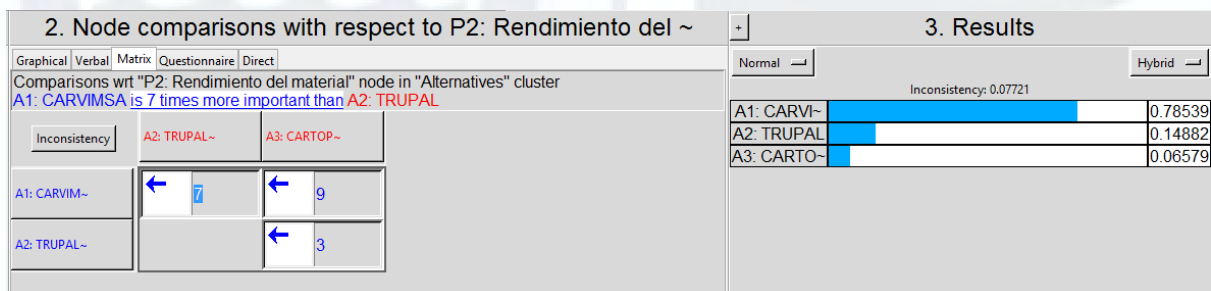 2. Node comparisons with respect to P2: Rendimiento del ~
Graphical Verbal Matrix Questionnaire Direct
Comparisons wrt "P2: Rendimiento del material" node in "Alternatives" cluster
A1: CARVIMSA is 7 times more important than A2: TRUPAL
Inconsistency A2: TRUPAL~ A3: CARTOP~
A1: CARVIM~ 7 9
A2: TRUPAL~ 3
+ 3. Results
Normal Hybrid
Inconsistency: 0.07721
A1: CARVI~ 0.78539
A2: TRUPAL 0.14882
A3: CARTO~ 0.06579